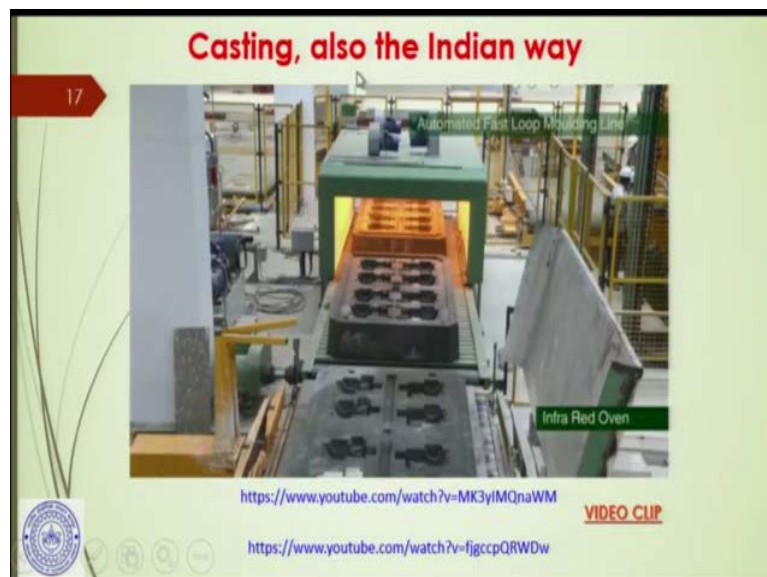 Casting, also the Indian way
17
Automated Fast Loop Moulding Line
Infra Red Oven
https://www.youtube.com/watch?v=MK3yIMQnaWM
VIDEO CLIP
https://www.youtube.com/watch?v=fjgccpQRWDw